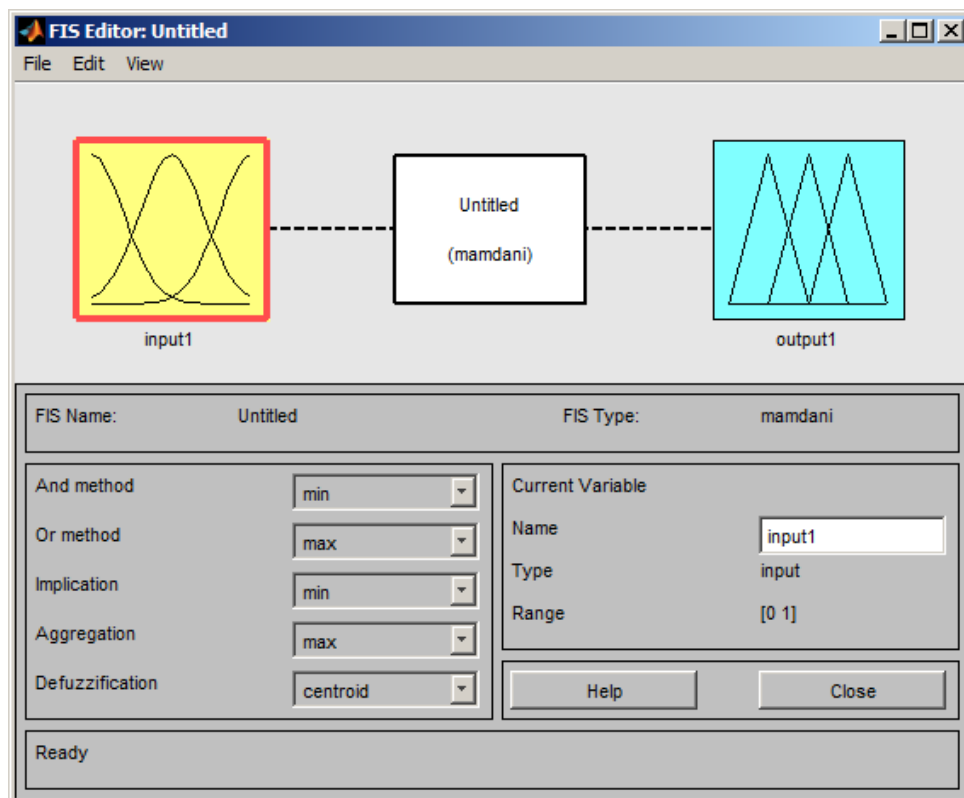 FIS Editor: Untitled
File Edit View
Untitled
(mamdani)
input1
output1
FIS Name: Untitled FIS Type: mamdani
And method min
Or method max
Implication min
Aggregation max
Defuzzification centroid
Current Variable
Name input1
Type input
Range [0 1]
Help Close
Ready